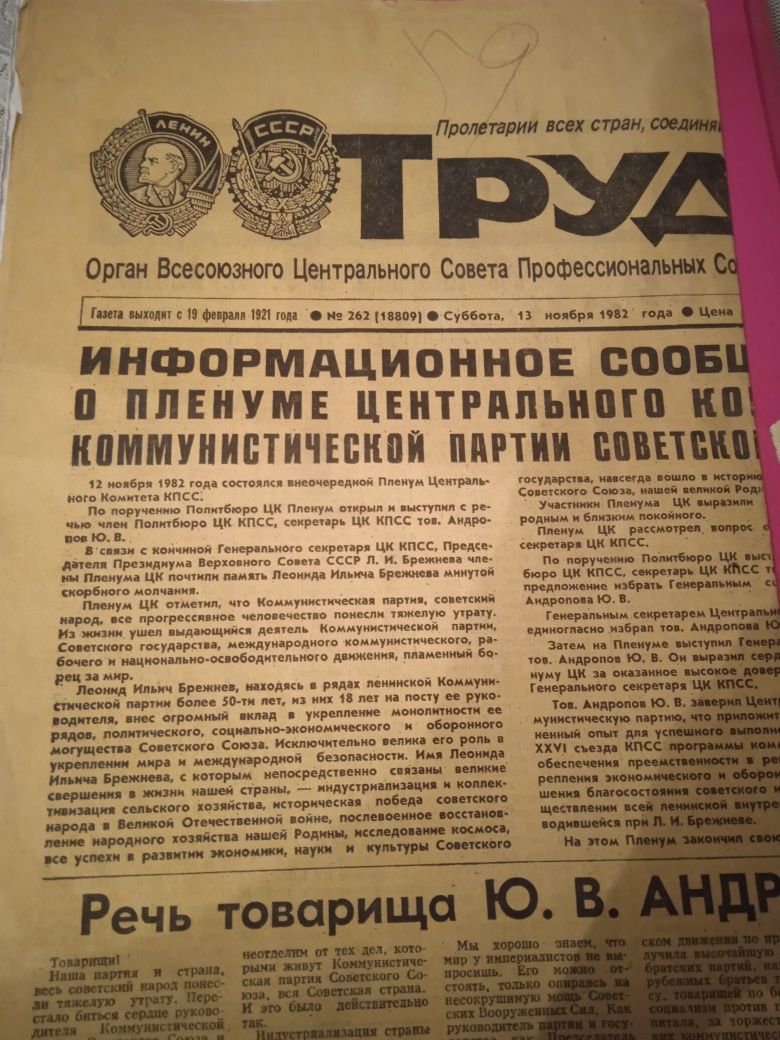 59
ЛЕНИН
СССР
Пролетарии всех стран, соединя
ТРУД
Орган Всесоюзного Центрального Совета Профессиональных Со
Газета выходит с 19 февраля 1921 года ● № 262 (18809) ● Суббота, 13 ноября 1982 года ● Цена
ИНФОРМАЦИОННОЕ СООБЩ
О ПЛЕНУМЕ ЦЕНТРАЛЬНОГО КО
КОММУНИСТИЧЕСКОЙ ПАРТИИ СОВЕТСКО
12 ноября 1982 года состоялся внеочередной Пленум Централь-
ного Комитета КПСС.
По поручению Политбюро ЦК Пленум открыл и выступил с ре-
чью член Политбюро ЦК КПСС, секретарь ЦК КПСС тов. Андро-
пов Ю. В.
В связи с кончиной Генерального секретаря ЦК КПСС, Предсе-
дателя Президиума Верховного Совета СССР Л. И. Брежнева чле-
ны Пленума ЦК почтили память Леонида Ильича Брежнева минутой
скорбного молчания.
Пленум ЦК отметил, что Коммунистическая партия, советский
народ, все прогрессивное человечество понесли тяжелую утрату.
Из жизни ушел выдающийся деятель Коммунистической партии,
Советского государства, международного коммунистического, ра-
бочего и национально-освободительного движения, пламенный бо-
рец за мир.
Леонид Ильич Брежнев, находясь в рядах ленинской Коммуни-
стической партии более 50-ти лет, из них 18 лет на посту ее руко-
водителя, внес огромный вклад в укрепление монолитности ее
рядов, политического, социально-экономического и оборонного
могущества Советского Союза. Исключительно велика его роль в
укреплении мира и международной безопасности. Имя Леонида
Ильича Брежнева, с которым непосредственно связаны великие
свершения в жизни нашей страны, — индустриализация и коллек-
тивизация сельского хозяйства, историческая победа советского
народа в Великой Отечественной войне, послевоенное восстанов-
ление народного хозяйства нашей Родины, исследование космоса,
все успехи в развитии экономики, науки и культуры Советского
государства, навсегда вошло в историю
Советского Союза, нашей великой Роди
Участники Пленума ЦК выразили
родным и близким покойного.
Пленум ЦК рассмотрел вопрос о
секретаря ЦК КПСС.
По поручению Политбюро ЦК выст
бюро ЦК КПСС, секретарь ЦК КПСС т
предложение избрать Генеральным се
Андропова Ю. В.
Генеральным секретарем Централь
единогласно избрал тов. Андропова Ю
Затем на Пленуме выступил Генера
тов. Андропов Ю. В. Он выразил серд
нуму ЦК за оказанное высокое довер
Генерального секретаря ЦК КПСС.
Тов. Андропов Ю. В. заверил Цент
мунистическую партию, что приложит
ненный опыт для успешного выполне
XXVI съезда КПСС программы ком
обеспечения преемственности в ре
репления экономического и оборо
шения благосостояния советского н
ществлении всей ленинской внутре
водившейся при Л. И. Брежневе.
На этом Пленум закончил свою
Речь товарища Ю. В. АНДР
Товарищи!
Наша партия и страна,
весь советский народ понес-
ли тяжелую утрату. Пере-
стало биться сердце руково-
дителя Коммунистической
неотделим от тех дел, кото-
рыми живут Коммунистиче-
ская партия Советского Со-
юза, вся Советская страна.
И это было действительно
так.
Индустриализация страны
Мы хорошо знаем, что
мир у империалистов не вы-
просишь. Его можно от-
стоять, только опираясь на
несокрушимую мощь Совет-
ских Вооруженных Сил. Как
руководитель партии и госу-
ском движении по пр
лучила высочайшую
братских партий, на
рубежных братьев п
су, товарищей по б
социализм против г
питала, за торжест
ких коммунистичес